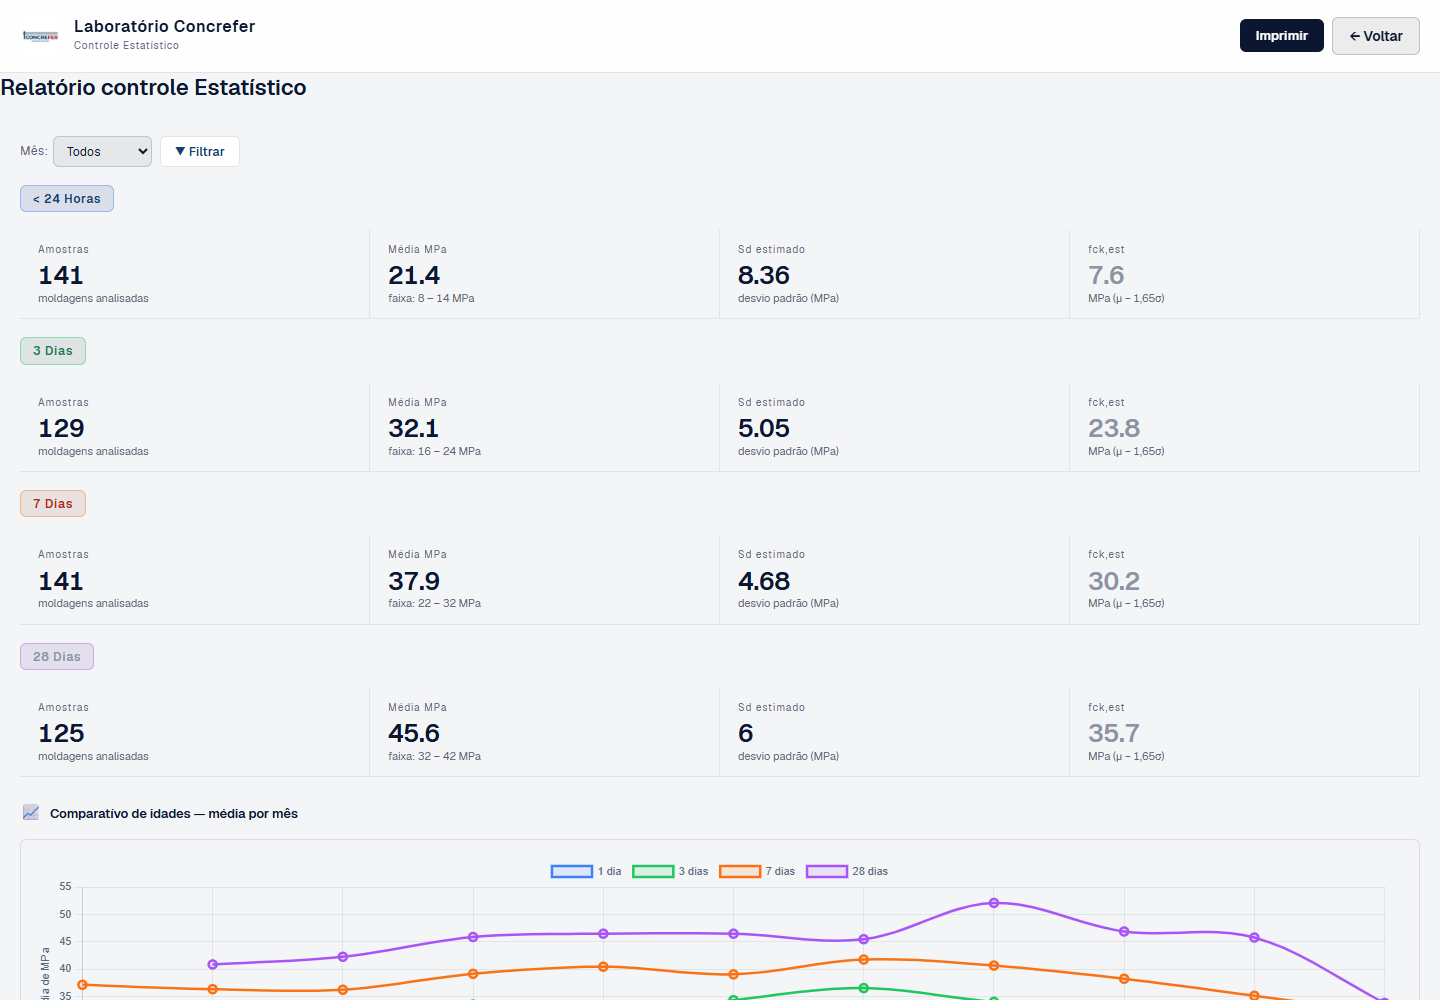 CONCREFER
Laboratório Concrefer
Controle Estatístico
Imprimir
← Voltar
Relatório controle Estatístico
Mês:
Todos
▼ Filtrar
< 24 Horas
Amostras
141
moldagens analisadas
Média MPa
21.4
faixa: 8 – 14 MPa
Sd estimado
8.36
desvio padrão (MPa)
fck,est
7.6
MPa (μ – 1,65σ)
3 Dias
Amostras
129
moldagens analisadas
Média MPa
32.1
faixa: 16 – 24 MPa
Sd estimado
5.05
desvio padrão (MPa)
fck,est
23.8
MPa (μ – 1,65σ)
7 Dias
Amostras
141
moldagens analisadas
Média MPa
37.9
faixa: 22 – 32 MPa
Sd estimado
4.68
desvio padrão (MPa)
fck,est
30.2
MPa (μ – 1,65σ)
28 Dias
Amostras
125
moldagens analisadas
Média MPa
45.6
faixa: 32 – 42 MPa
Sd estimado
6
desvio padrão (MPa)
fck,est
35.7
MPa (μ – 1,65σ)
Comparativo de idades — média por mês
1 dia
3 dias
7 dias
28 dias
55
50
45
40
35
dia de MPa